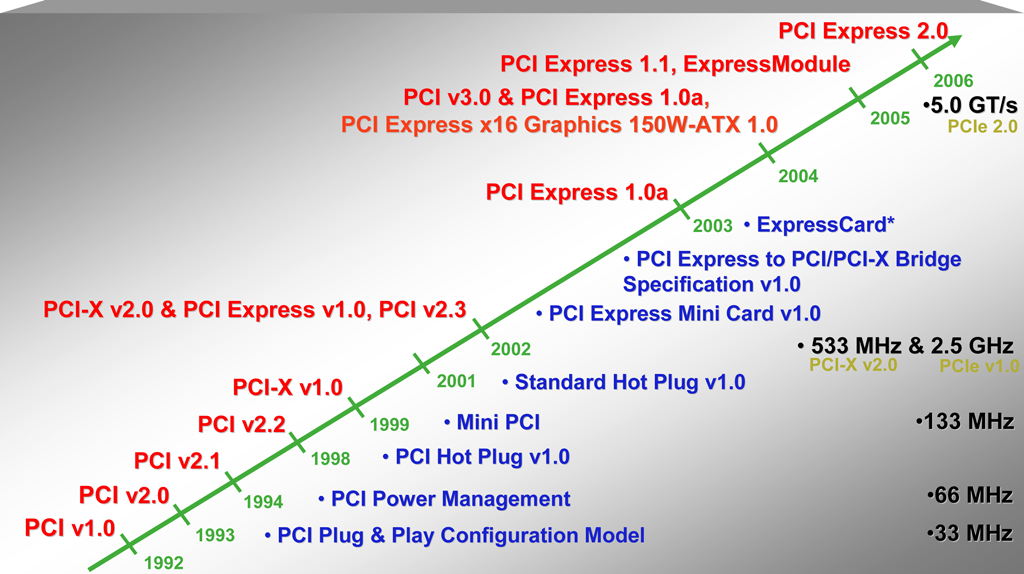 PCI Express 2.0
PCI Express 1.1, ExpressModule
2006
PCI v3.0 & PCI Express 1.0a,
•5.0 GT/s
2005
PCI Express x16 Graphics 150W-ATX 1.0
PCIe 2.0
2004
PCI Express 1.0a
2003
• ExpressCard*
• PCI Express to PCI/PCI-X Bridge
Specification v1.0
PCI-X v2.0 & PCI Express v1.0, PCI v2.3
• PCI Express Mini Card v1.0
2002
• 533 MHz & 2.5 GHz
PCI-X v2.0
PCIe v1.0
2001
• Standard Hot Plug v1.0
PCI-X v1.0
1999
• Mini PCI
•133 MHz
PCI v2.2
1998
• PCI Hot Plug v1.0
PCI v2.1
1994
• PCI Power Management
•66 MHz
PCI v2.0
1993
• PCI Plug & Play Configuration Model
•33 MHz
PCI v1.0
1992